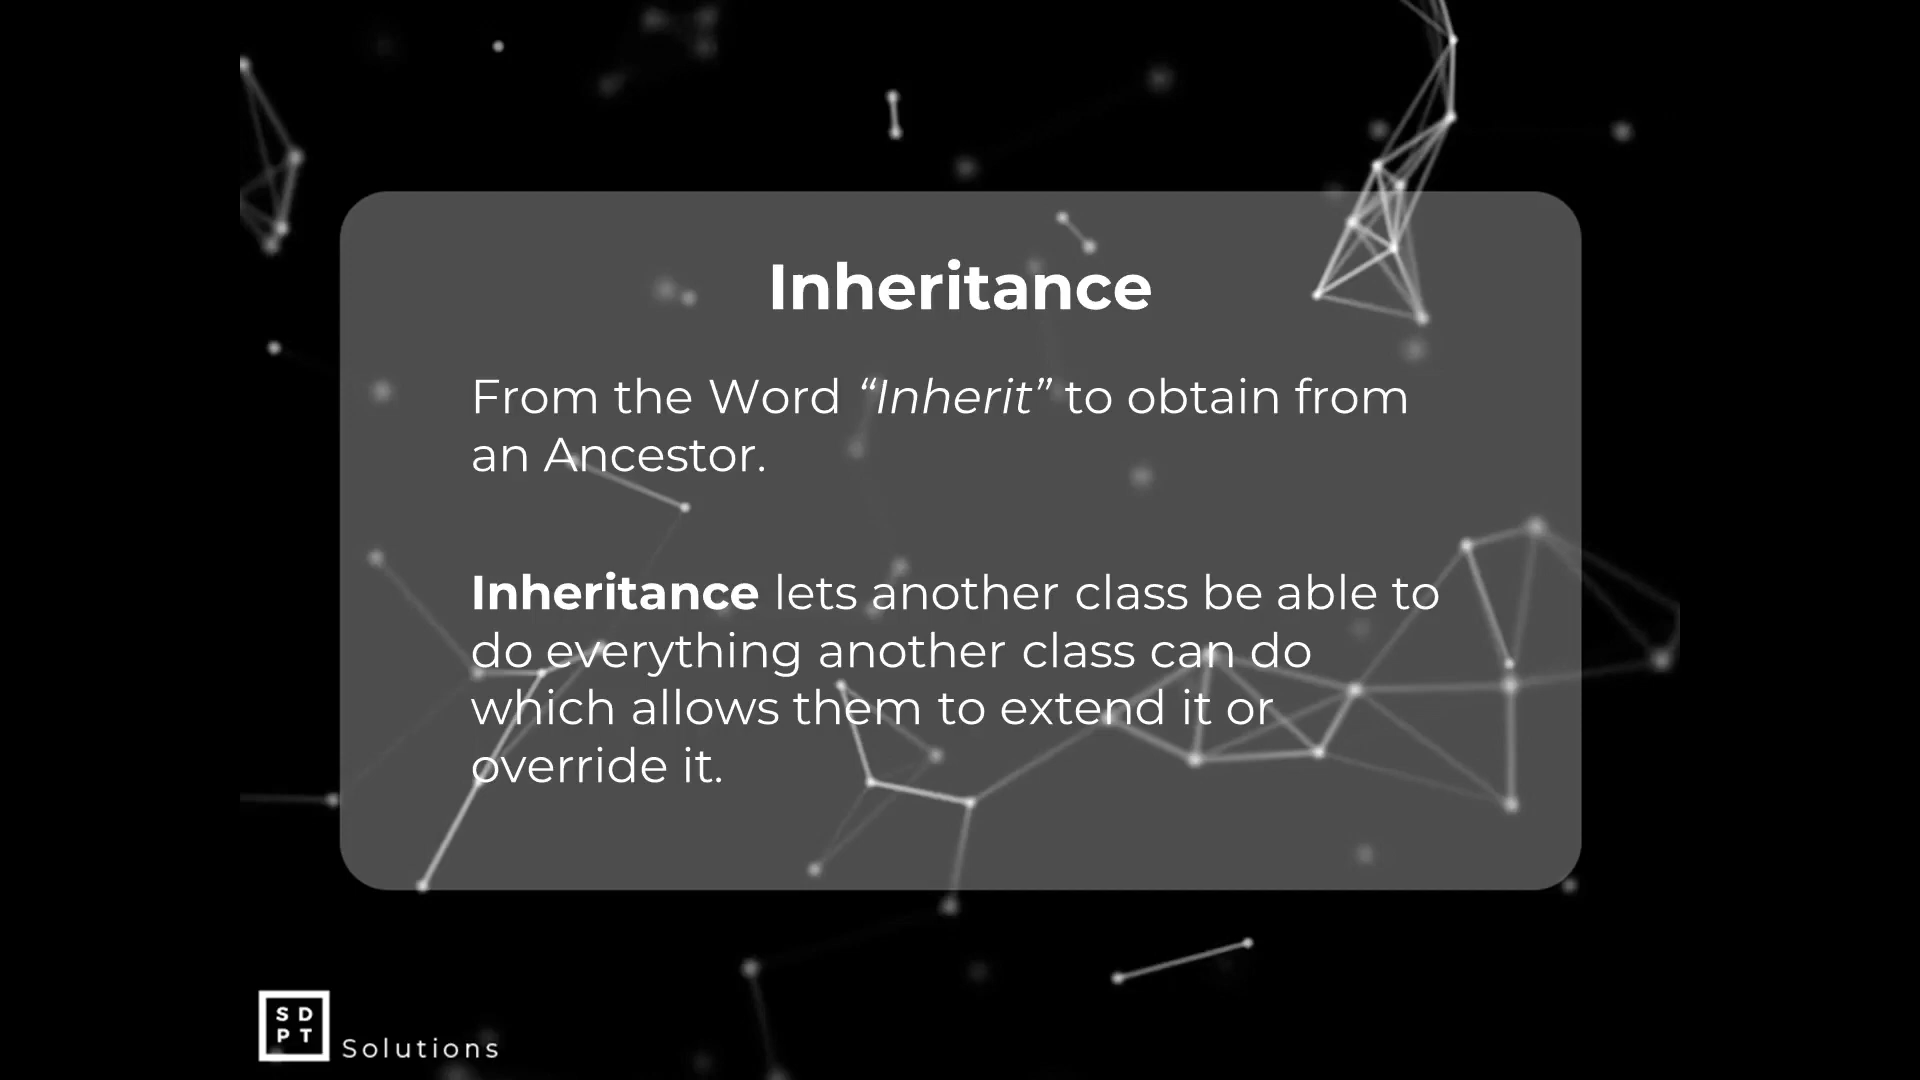 Inheritance
From the Word “Inherit” to obtain from
an Ancestor.
Inheritance lets another class be able to
do everything another class can do
which allows them to extend it or
override it.
S D
P T
Solutions